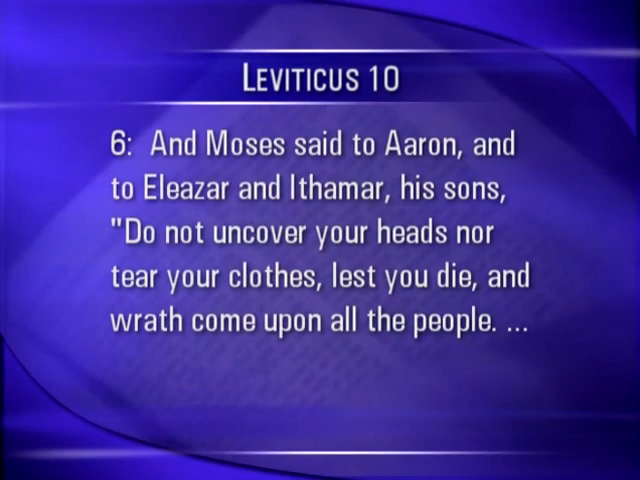 LEVITICUS 10
6: And Moses said to Aaron, and
to Eleazar and Ithamar, his sons,
"Do not uncover your heads nor
tear your clothes, lest you die, and
wrath come upon all the people. ...